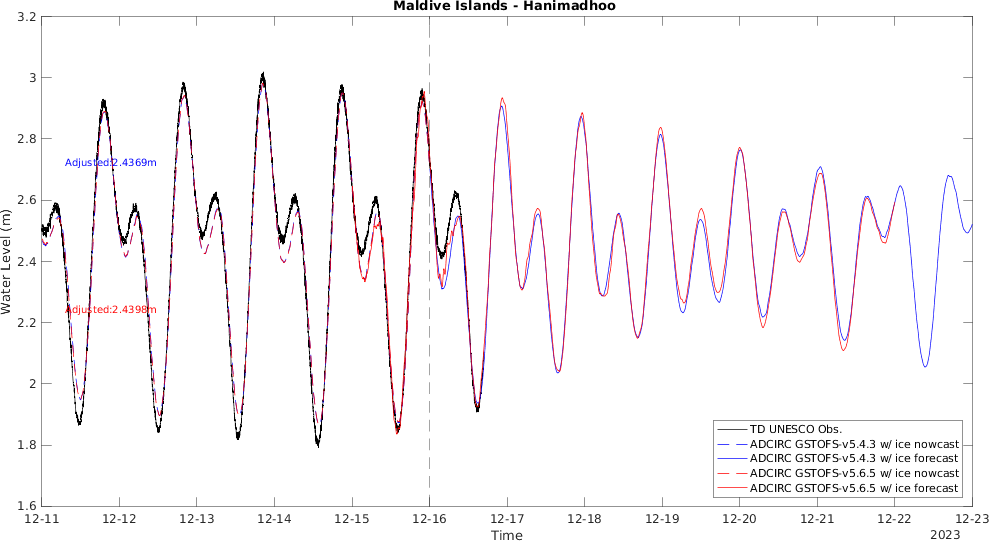 Maldive Islands - Hanimadhoo
3.2
3
2.8
2.6
2.4
2.2
2
1.8
1.6
Water Level (m)
Adjusted:2.4369m
Adjusted:2.4398m
TD UNESCO Obs.
ADCIRC GSTOFS-v5.4.3 w/ ice nowcast
ADCIRC GSTOFS-v5.4.3 w/ ice forecast
ADCIRC GSTOFS-v5.6.5 w/ ice nowcast
ADCIRC GSTOFS-v5.6.5 w/ ice forecast
12-11 12-12 12-13 12-14 12-15 12-16 12-17 12-18 12-19 12-20 12-21 12-22 12-23
Time
2023